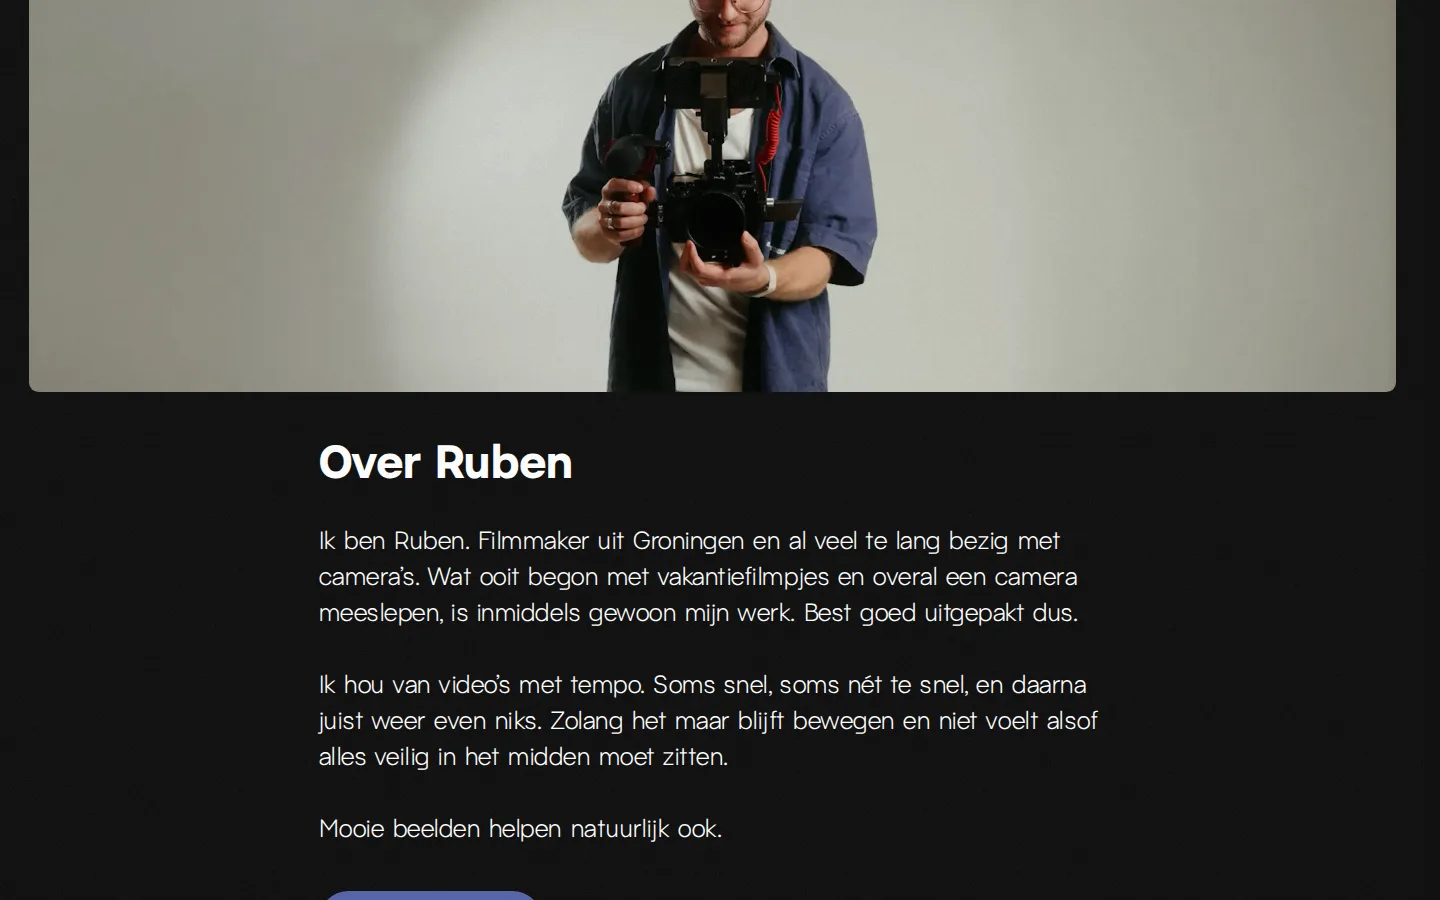 Over Ruben
Ik ben Ruben. Filmmaker uit Groningen en al veel te lang bezig met
camera’s. Wat ooit begon met vakantiefilmpjes en overal een camera
meeslepen, is inmiddels gewoon mijn werk. Best goed uitgepakt dus.
Ik hou van video’s met tempo. Soms snel, soms nét te snel, en daarna
juist weer even niks. Zolang het maar blijft bewegen en niet voelt alsof
alles veilig in het midden moet zitten.
Mooie beelden helpen natuurlijk ook.